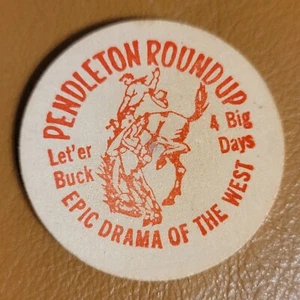 PENDLETON ROUND UP
Let'er
Buck
4 Big
Days
EPIC DRAMA OF THE WEST